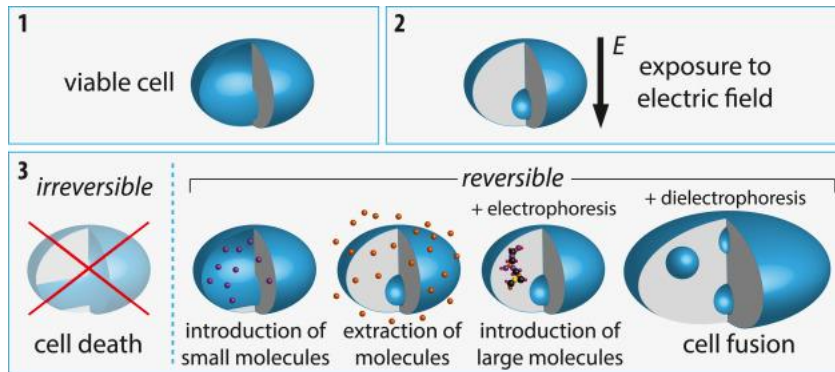 1
viable cell
2
E
exposure to
electric field
3
irreversible
cell death
reversible
introduction of
small molecules
extraction of
molecules
+ electrophoresis
introduction of
large molecules
+ dielectrophoresis
cell fusion